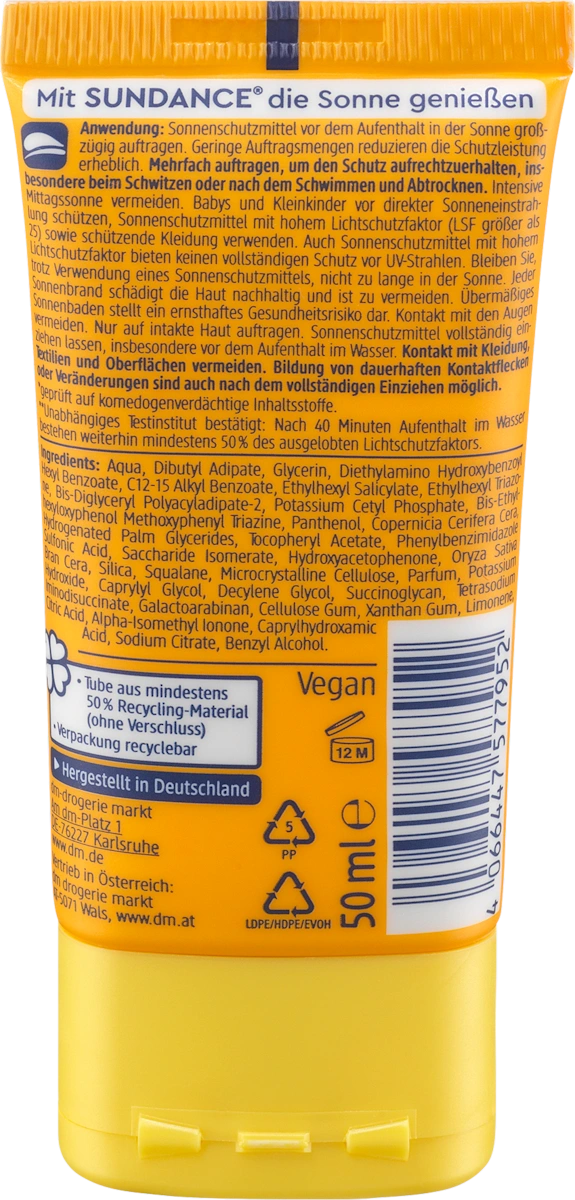 Mit SUNDANCE® die Sonne genießen
Anwendung: Sonnenschutzmittel vor dem Aufenthalt in der Sonne groß-
zügig auftragen. Geringe Auftragsmengen reduzieren die Schutzleistung
erheblich. Mehrfach auftragen, um den Schutz aufrechtzuerhalten, ins-
besondere beim Schwitzen oder nach dem Schwimmen und Abtrocknen. Intensive
Mittagssonne vermeiden. Babys und Kleinkinder vor direkter Sonneneinstrah-
lung schützen, Sonnenschutzmittel mit hohem Lichtschutzfaktor (LSF größer als
25) sowie schützende Kleidung verwenden. Auch Sonnenschutzmittel mit hohem
Lichtschutzfaktor bieten keinen vollständigen Schutz vor UV-Strahlen. Bleiben Sie,
trotz Verwendung eines Sonnenschutzmittels, nicht zu lange in der Sonne. Jeder
Sonnenbrand schädigt die Haut nachhaltig und ist zu vermeiden. Übermäßiges
Sonnenbaden stellt ein ernsthaftes Gesundheitsrisiko dar. Kontakt mit den Augen
vermeiden. Nur auf intakte Haut auftragen. Sonnenschutzmittel vollständig ein-
ziehen lassen, insbesondere vor dem Aufenthalt im Wasser. Kontakt mit Kleidung,
Textilien und Oberflächen vermeiden. Bildung von dauerhaften Kontaktflecken
oder Veränderungen sind auch nach dem vollständigen Einziehen möglich.
*geprüft auf komedogenverdächtige Inhaltsstoffe.
**Unabhängiges Testinstitut bestätigt: Nach 40 Minuten Aufenthalt im Wasser
bestehen weiterhin mindestens 50% des ausgelobten Lichtschutzfaktors.
Ingredients: Aqua, Dibutyl Adipate, Glycerin, Diethylamino Hydroxybenzoyl
Hexyl Benzoate, C12-15 Alkyl Benzoate, Ethylhexyl Salicylate, Ethylhexyl Triazo-
ne, Bis-Diglyceryl Polyacyladipate-2, Potassium Cetyl Phosphate, Bis-Ethyl-
hexyloxyphenol Methoxyphenyl Triazine, Panthenol, Copernicia Cerifera Cera,
Hydrogenated Palm Glycerides, Tocopheryl Acetate, Phenylbenzimidazole
Sulfonic Acid, Saccharide Isomerate, Hydroxyacetophenone, Oryza Sativa
Bran Cera, Silica, Squalane, Microcrystalline Cellulose, Parfum, Potassium
Hydroxide, Caprylyl Glycol, Decylene Glycol, Succinoglycan, Tetrasodium
Iminodisuccinate, Galactoarabinan, Cellulose Gum, Xanthan Gum, Limonene,
Citric Acid, Alpha-Isomethyl Ionone, Caprylhydroxamic
Acid, Sodium Citrate, Benzyl Alcohol.
• Tube aus mindestens
50% Recycling-Material
(ohne Verschluss)
• Verpackung recyclebar
Hergestellt in Deutschland
dm-drogerie markt
Am dm-Platz 1
DE-76227 Karlsruhe
www.dm.de
Vertrieb in Österreich:
dm drogerie markt
A-5071 Wals, www.dm.at
Vegan
12 M
5
PP
LDPE/HDPE/EVOH
50 ml ℮
4 066447 577952